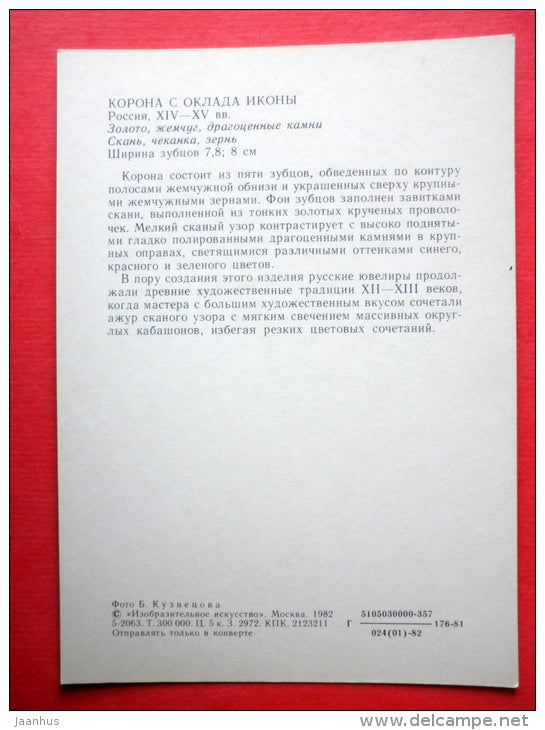 КОРОНА С ОКЛАДА ИКОНЫ
Россия, XIV—XV вв.
Золото, жемчуг, драгоценные камни
Скань, чеканка, зернь
Ширина зубцов 7,8; 8 см
Корона состоит из пяти зубцов, обведенных по контуру
полосами жемчужной обнизи и украшенных сверху крупны-
ми жемчужными зернами. Фон зубцов заполнен завитками
скани, выполненной из тонких золотых крученых проволо-
чек. Мелкий сканый узор контрастирует с высоко подняты-
ми гладко полированными драгоценными камнями в круп-
ных оправах, светящимися различными оттенками синего,
красного и зеленого цветов.
В пору создания этого изделия русские ювелиры продол-
жали древние художественные традиции XII—XIII веков,
когда мастера с большим художественным вкусом сочетали
ажур сканого узора с мягким свечением массивных округ-
лых кабашонов, избегая резких цветовых сочетаний.
Фото Б. Кузнецова
© «Изобразительное искусство». Москва. 1982
5-2063. Т. 300 000. Ц. 5 к. З. 2972. КПК. 2123211
Отправлять только в конверте
5105030000-357
Г 176-81
024(01)-82
Jaanhus
www.delcampe.net